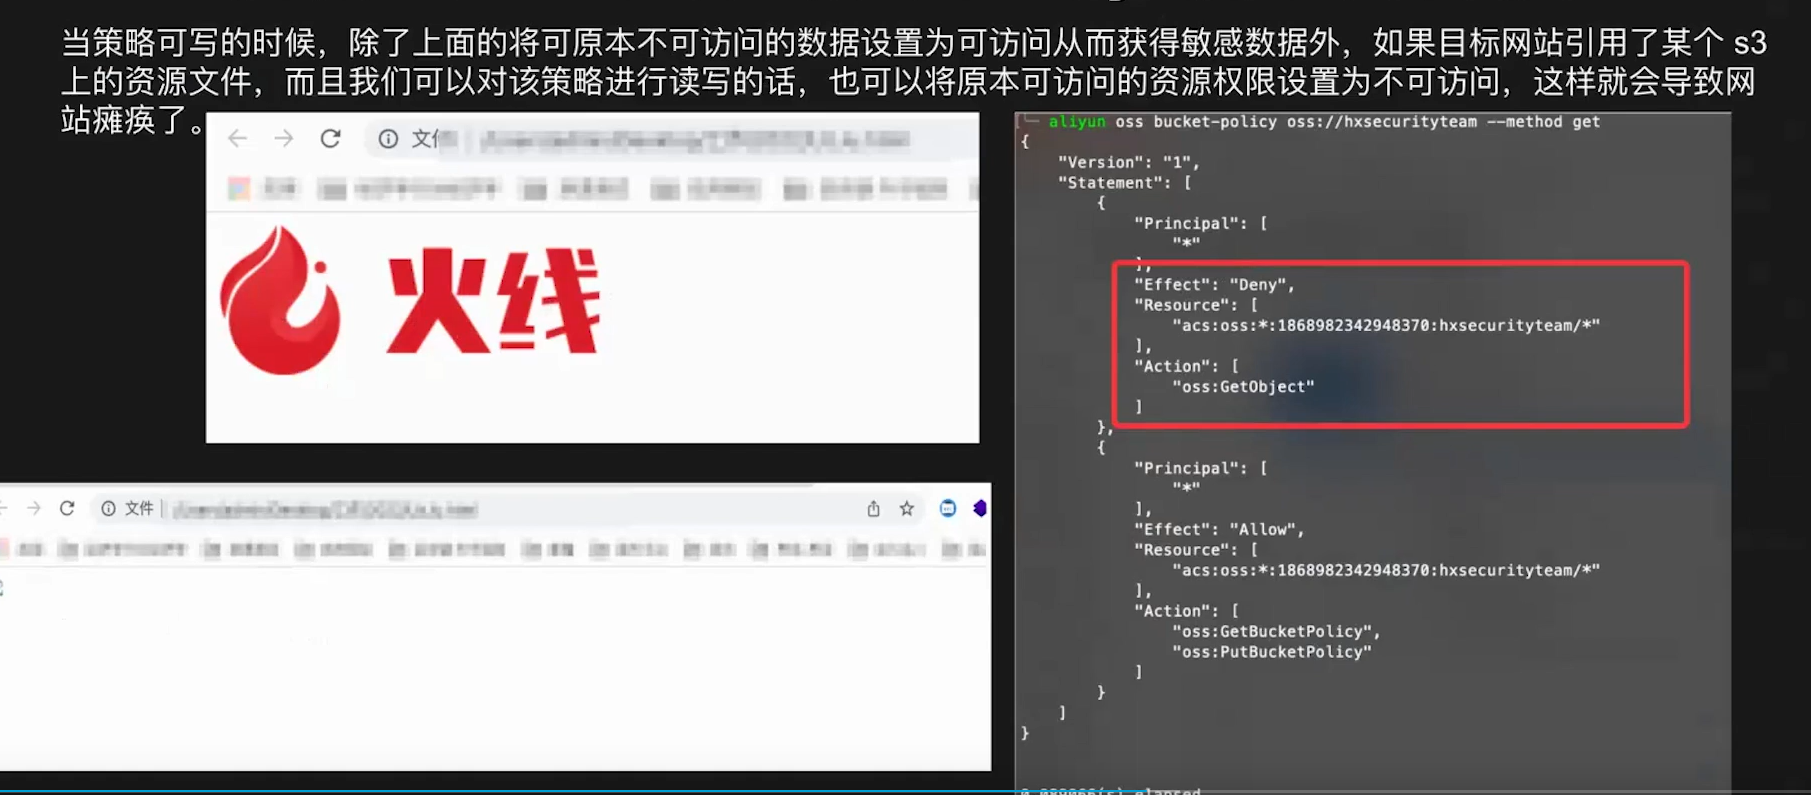 当策略可写的时候，除了上面的将可原本不可访问的数据设置为可访问从而获得敏感数据外，如果目标网站引用了某个 s3
上的资源文件，而且我们可以对该策略进行读写的话，也可以将原本可访问的资源权限设置为不可访问，这样就会导致网
站瘫痪了。
文件
火线
文件
aliyun oss bucket-policy oss://hxsecurityteam --method get
{
"Version": "1",
"Statement": [
{
"Principal": [
"*"
],
"Effect": "Deny",
"Resource": [
"acs:oss:*:1868982342948370:hxsecurityteam/*"
],
"Action": [
"oss:GetObject"
]
},
{
"Principal": [
"*"
],
"Effect": "Allow",
"Resource": [
"acs:oss:*:1868982342948370:hxsecurityteam/*"
],
"Action": [
"oss:GetBucketPolicy",
"oss:PutBucketPolicy"
]
}
]
}